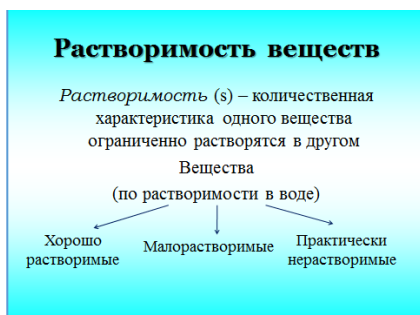 Растворимость веществ
Растворимость (s) – количественная
характеристика одного вещества
ограниченно растворятся в другом
Вещества
(по растворимости в воде)
Хорошо
растворимые
Малорастворимые
Практически
нерастворимые